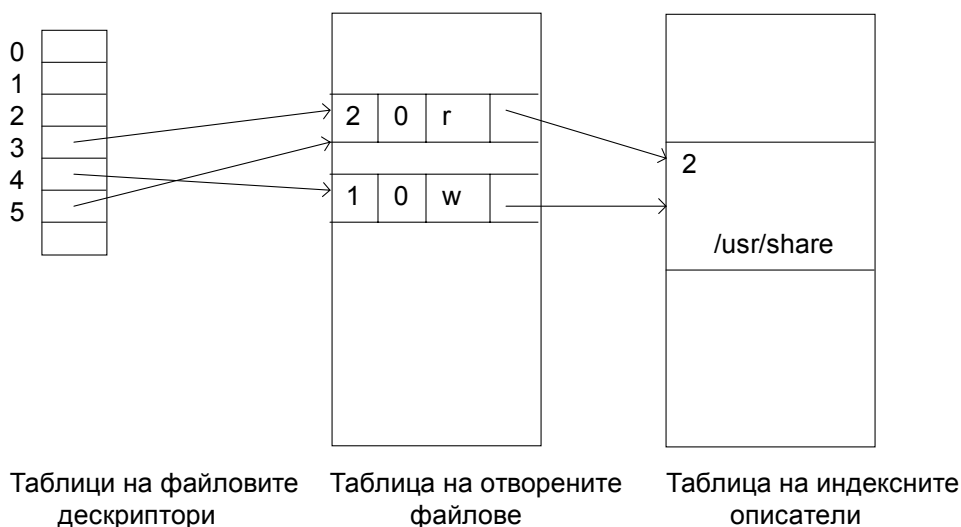 0
1
2
3
4
5
2 0 r
1 0 w
2
/usr/share
Таблици на файловите дескриптори
Таблица на отворените файлове
Таблица на индексните описатели